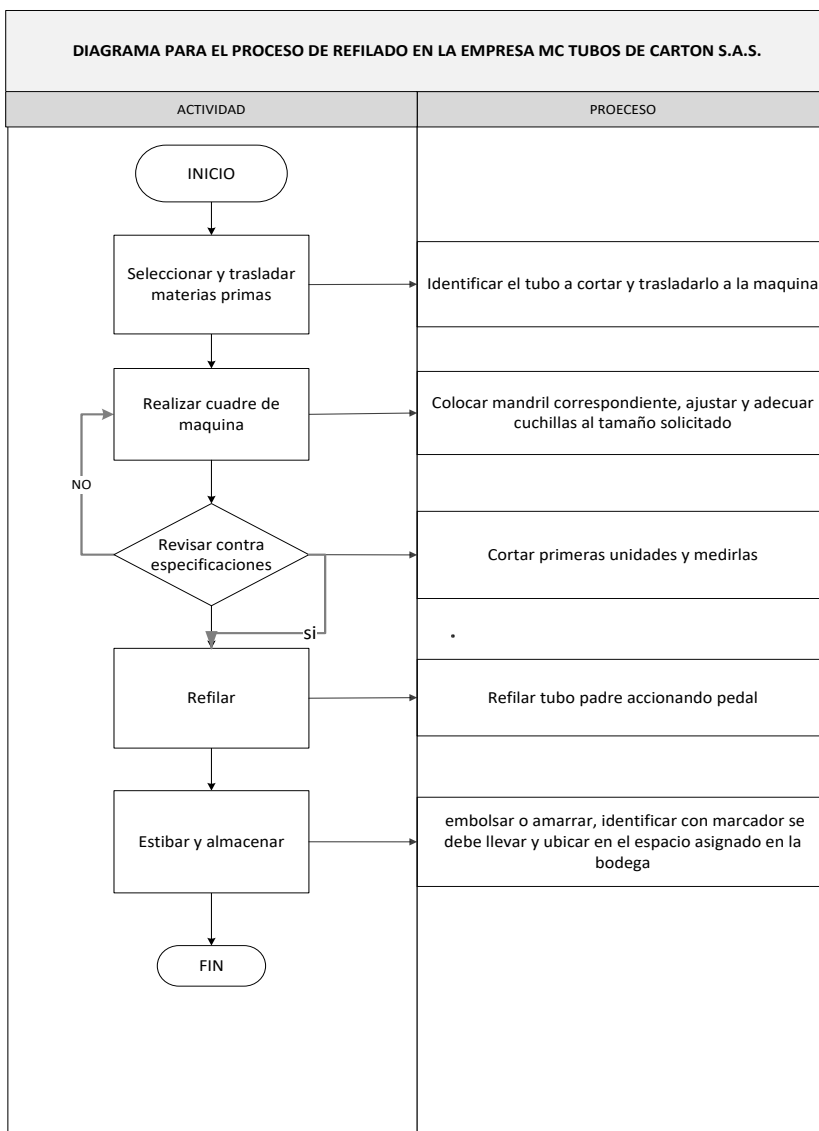 DIAGRAMA PARA EL PROCESO DE REFILADO EN LA EMPRESA MC TUBOS DE CARTON S.A.S.
ACTIVIDAD
PROECESO
INICIO
Seleccionar y trasladar
materias primas
Identificar el tubo a cortar y trasladarlo a la maquina
Realizar cuadre de
maquina
Colocar mandril correspondiente, ajustar y adecuar
cuchillas al tamaño solicitado
NO
Revisar contra
especificaciones
Cortar primeras unidades y medirlas
si
.
Refilar
Refilar tubo padre accionando pedal
Estibar y almacenar
embolsar o amarrar, identificar con marcador se
debe llevar y ubicar en el espacio asignado en la
bodega
FIN